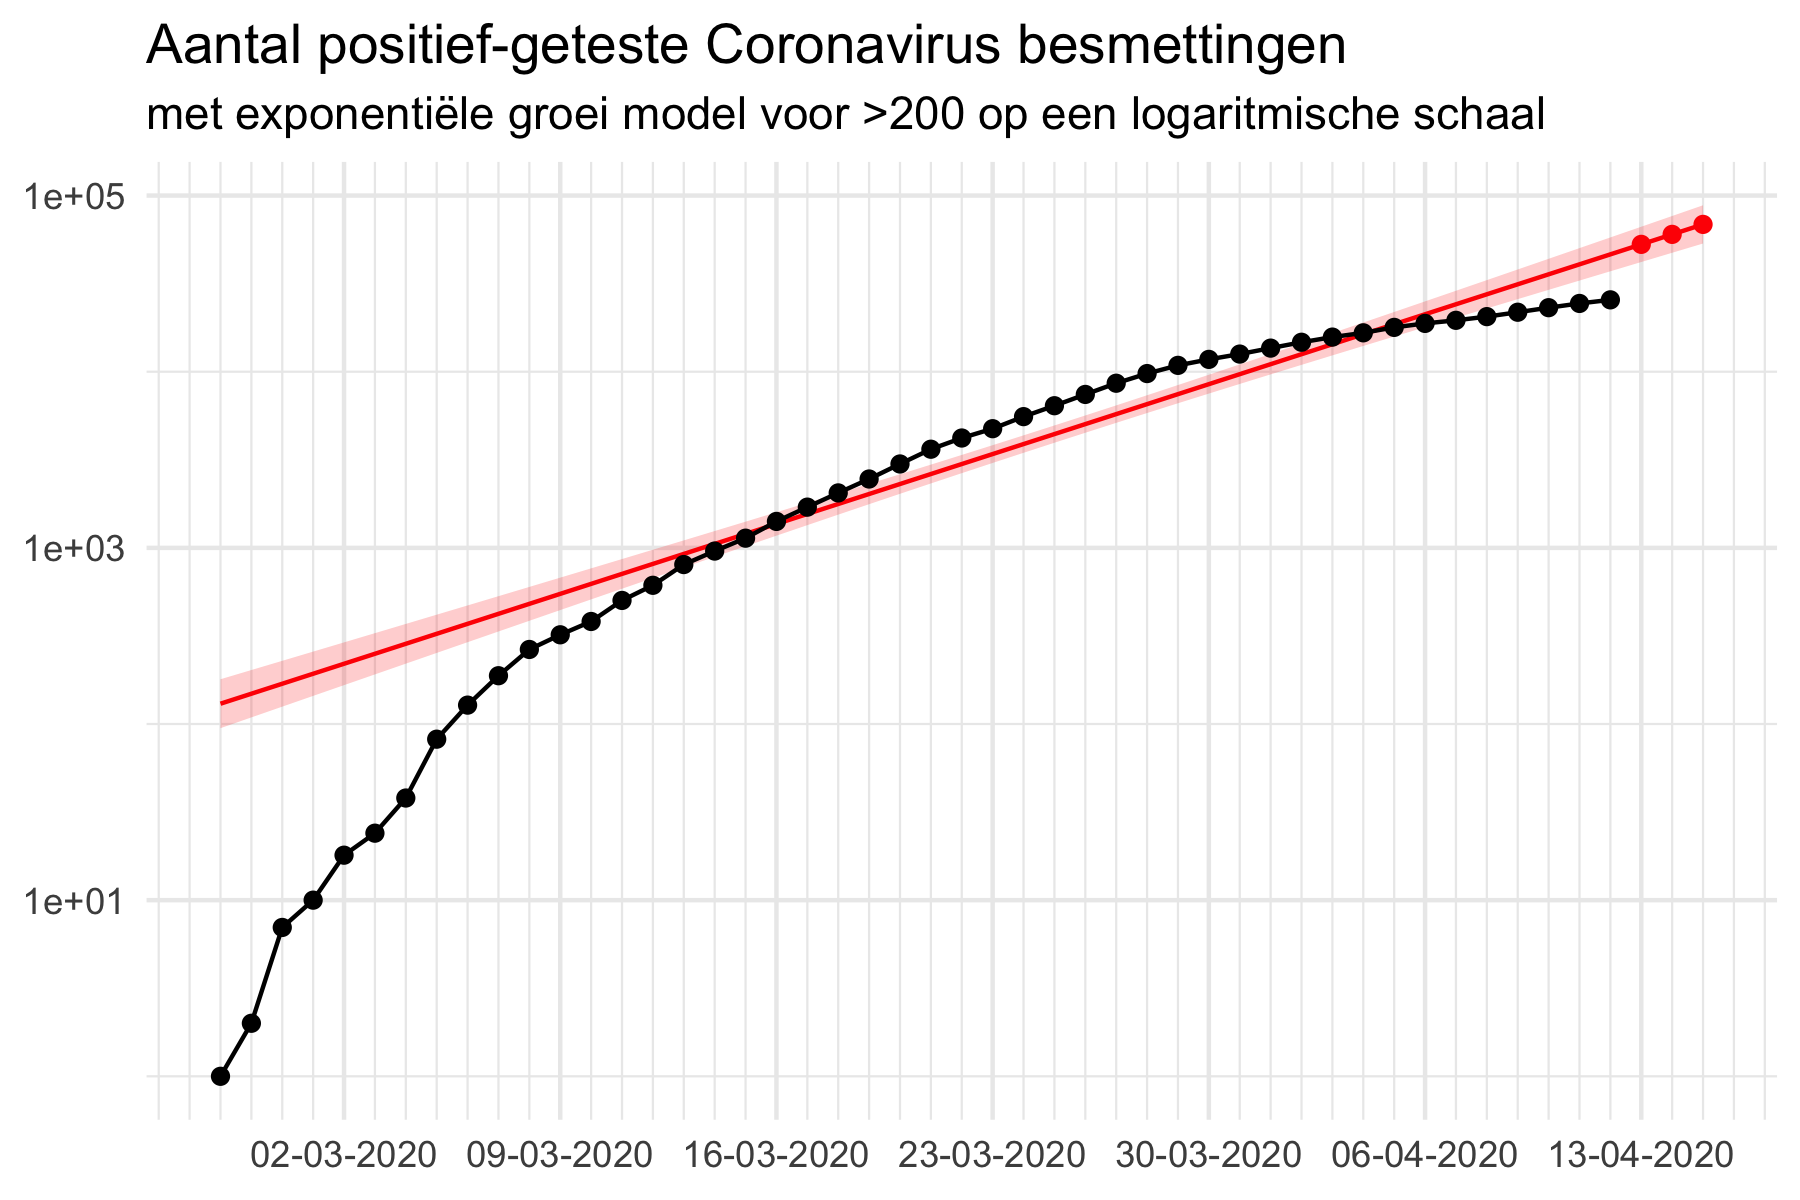 Aantal positief-geteste Coronavirus besmettingen
met exponentiële groei model voor >200 op een logaritmische schaal
1e+05
1e+03
1e+01
02-03-2020 09-03-2020 16-03-2020 23-03-2020 30-03-2020 06-04-2020 13-04-2020